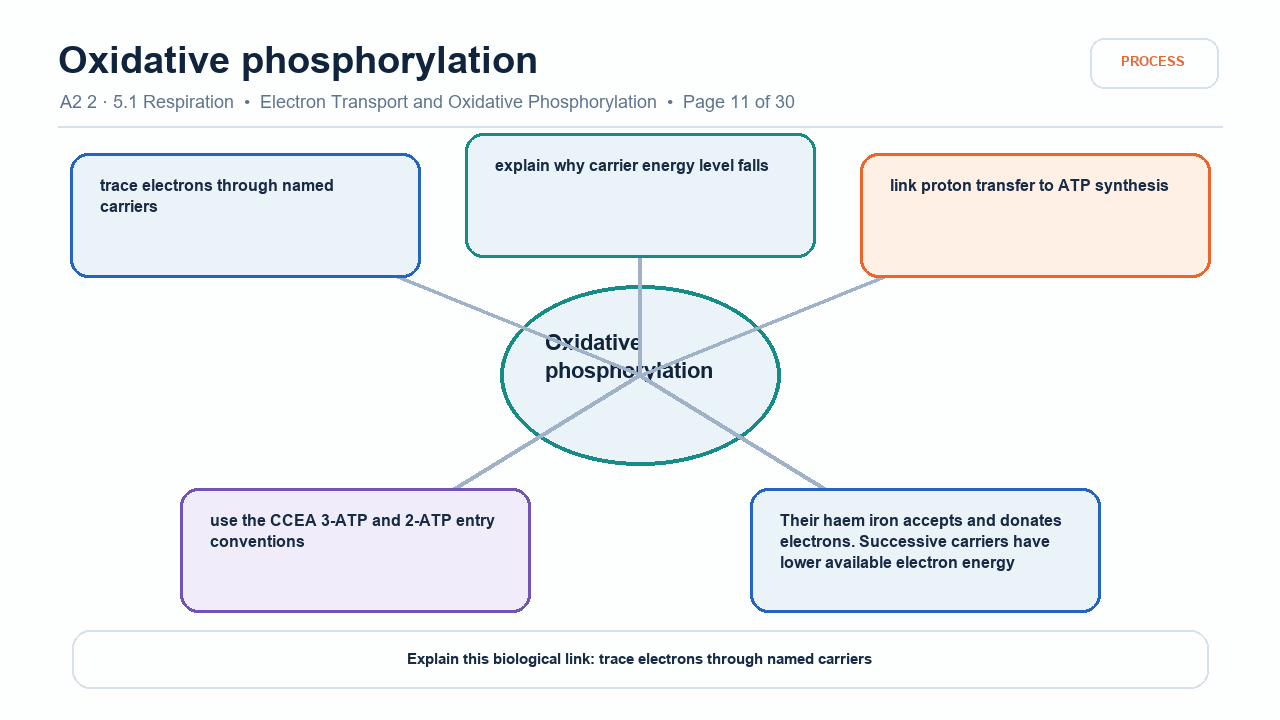 Oxidative phosphorylation
PROCESS
A2 2 · 5.1 Respiration • Electron Transport and Oxidative Phosphorylation • Page 11 of 30
trace electrons through named
carriers
explain why carrier energy level falls
link proton transfer to ATP synthesis
Oxidative
phosphorylation
use the CCEA 3-ATP and 2-ATP entry
conventions
Their haem iron accepts and donates
electrons. Successive carriers have
lower available electron energy
Explain this biological link: trace electrons through named carriers